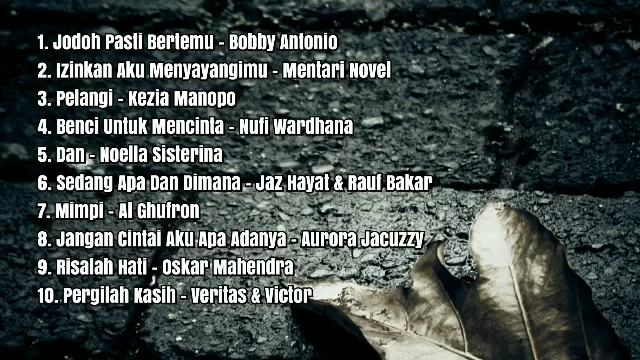 1. Jodoh Pasti Bertemu - Bobby Antonio
2. Izinkan Aku Menyayangimu - Mentari Novel
3. Pelangi - Kezia Manopo
4. Benci Untuk Mencinta - Nufi Wardhana
5. Dan - Noella Sisterina
6. Sedang Apa Dan Dimana - Jaz Hayat & Rauf Bakar
7. Mimpi - Al Ghufron
8. Jangan Cintai Aku Apa Adanya - Aurora Jacuzzy
9. Risalah Hati - Oskar Mahendra
10. Pergilah Kasih - Veritas & Victor